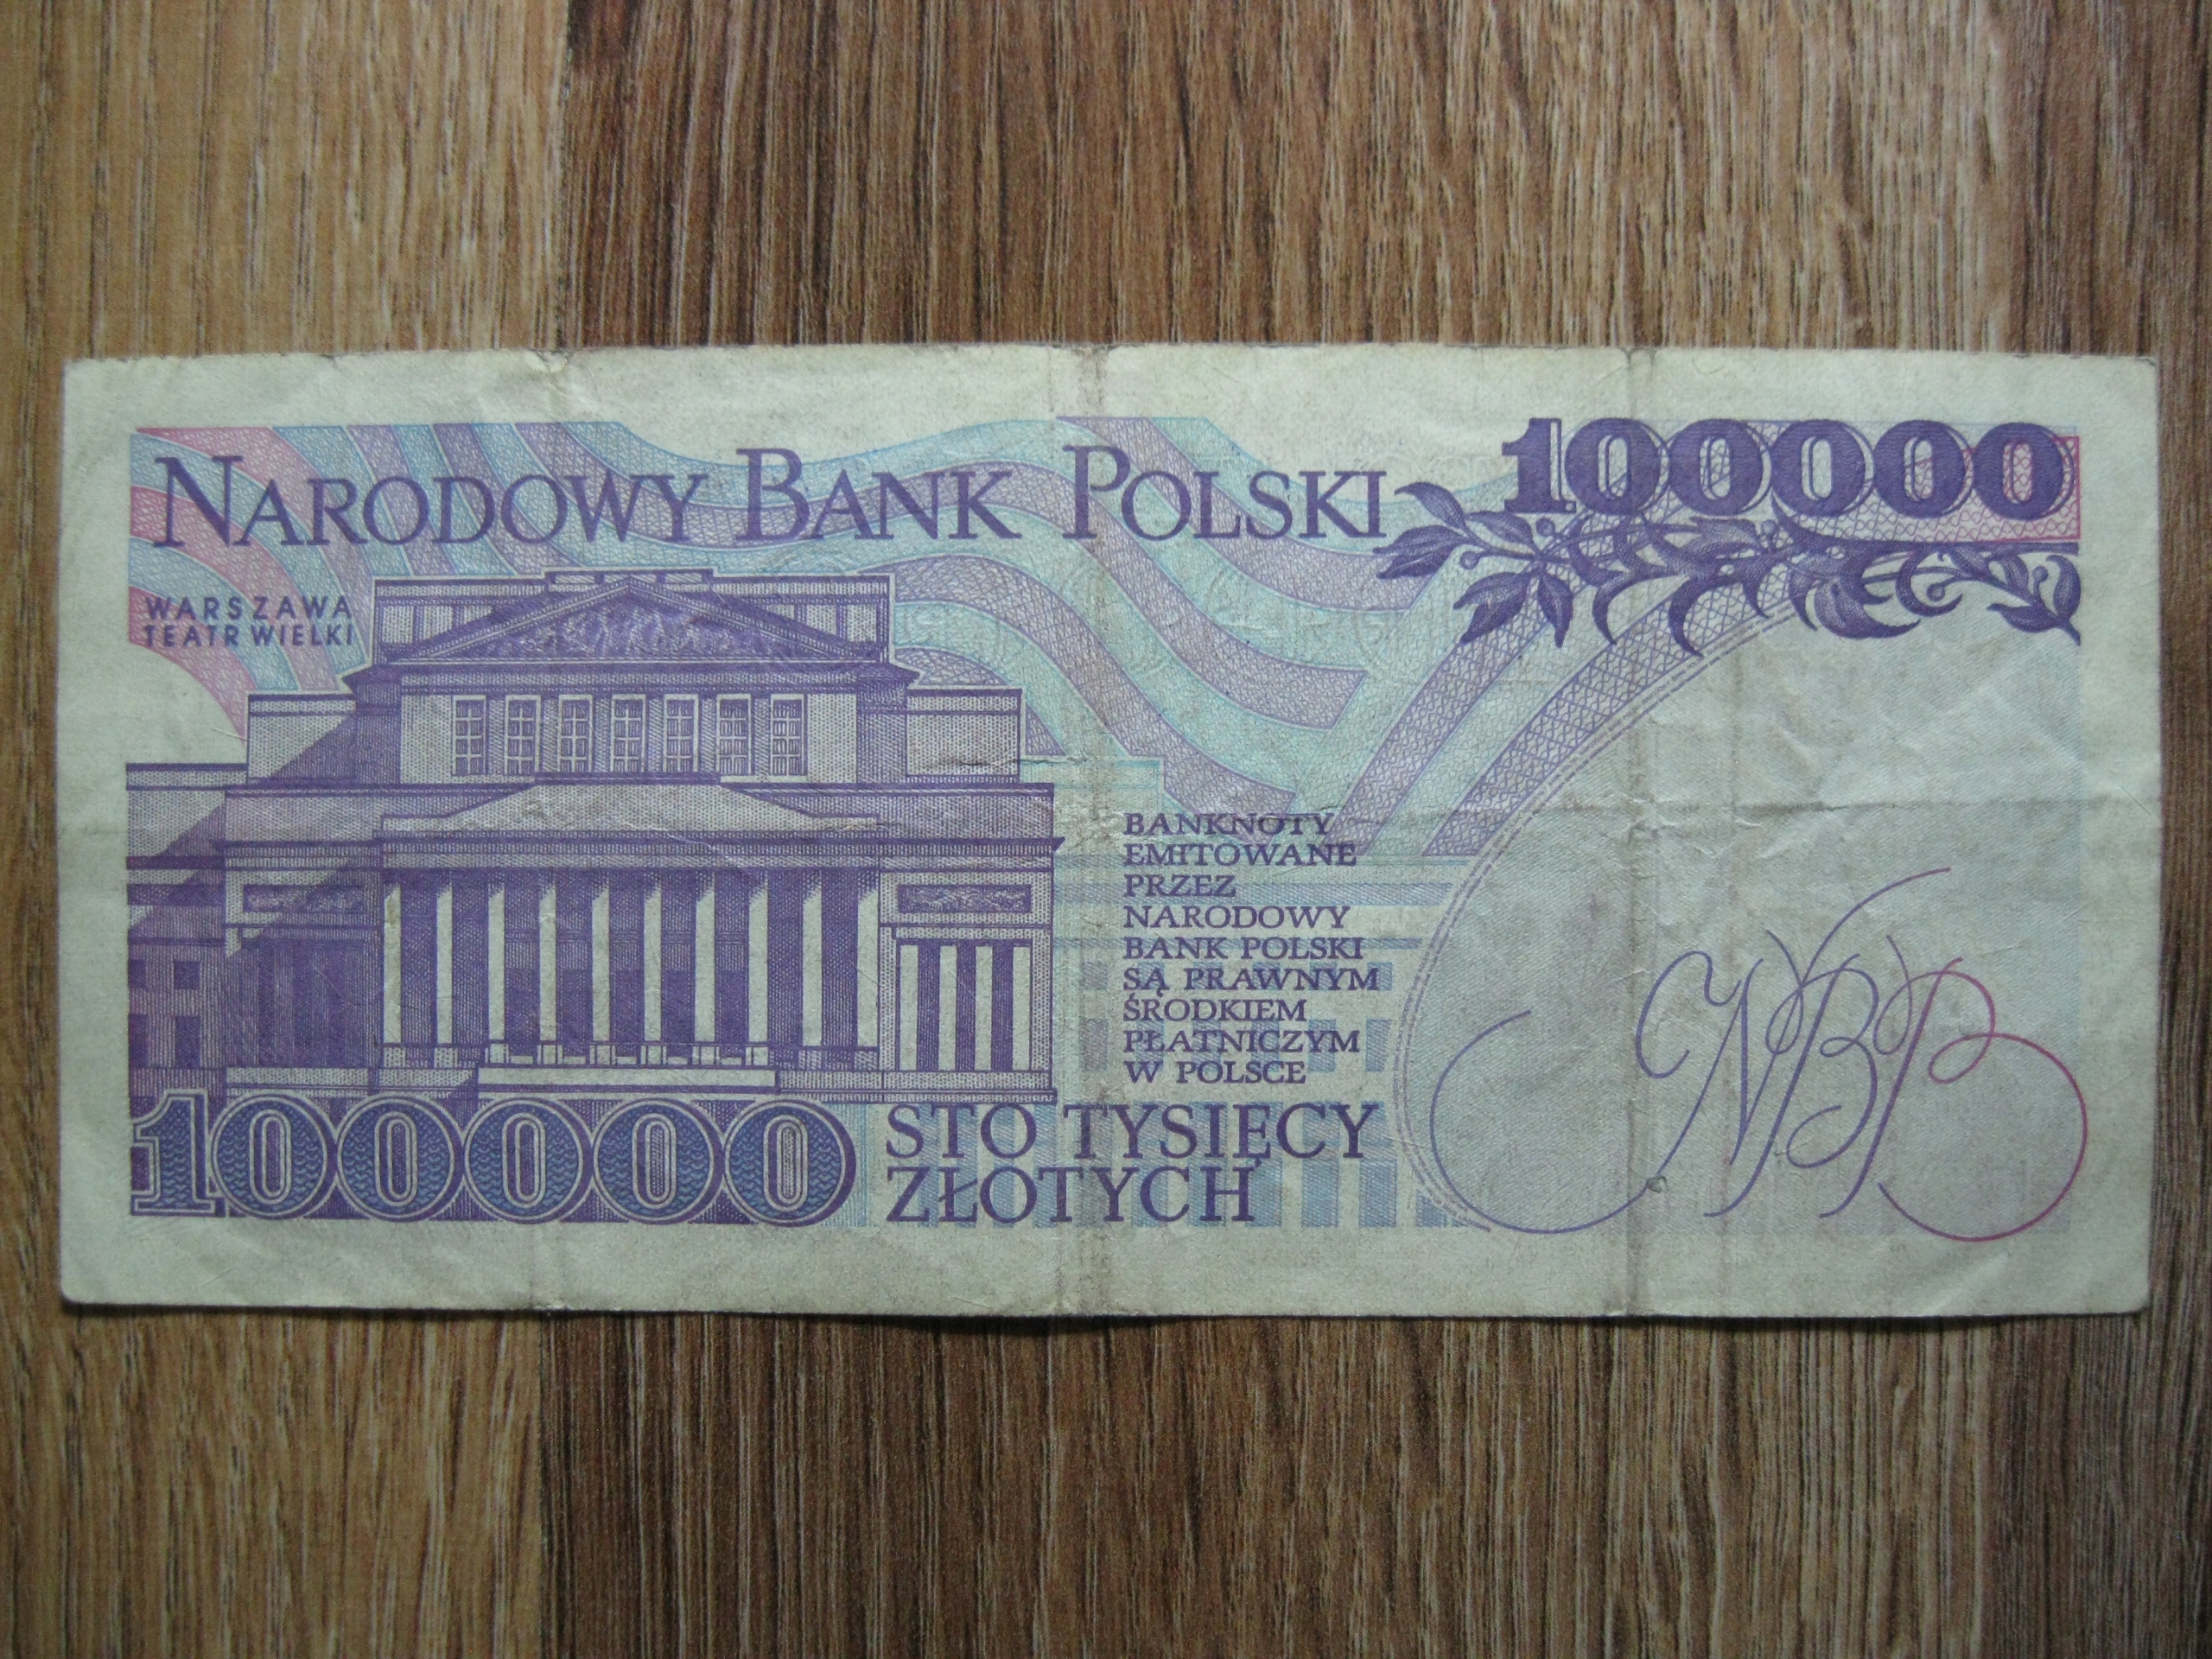 NARODOWY BANK POLSKI
100000
WARSZAWA
TEATR WIELKI
BANKNOTY
EMITOWANE
PRZEZ
NARODOWY
BANK POLSKI
SĄ PRAWNYM
ŚRODKIEM
PŁATNICZYM
W POLSCE
100000
STO TYSIĘCY
ZŁOTYCH
NBP